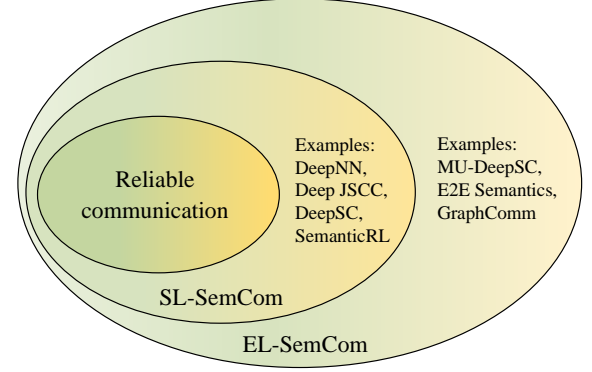 Reliable
communication
Examples:
DeepNN,
Deep JSCC,
DeepSC,
SemanticRL
Examples:
MU-DeepSC,
E2E Semantics,
GraphComm
SL-SemCom
EL-SemCom